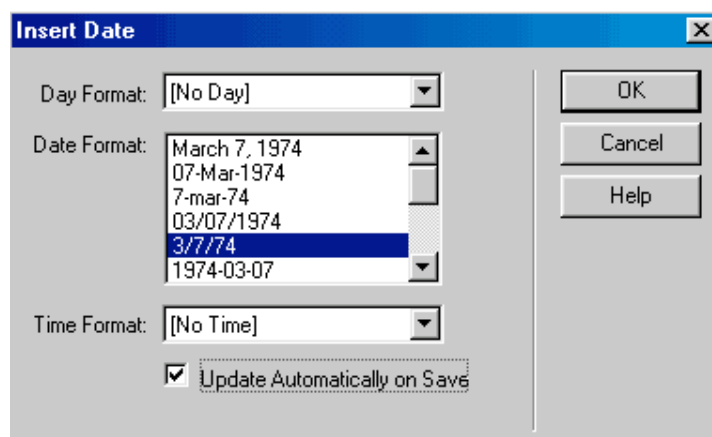 Insert Date
Day Format: [No Day]
OK
Date Format: March 7, 1974
07-Mar-1974
7-mar-74
03/07/1974
3/7/74
1974-03-07
Cancel
Help
Time Format: [No Time]
Update Automatically on Save